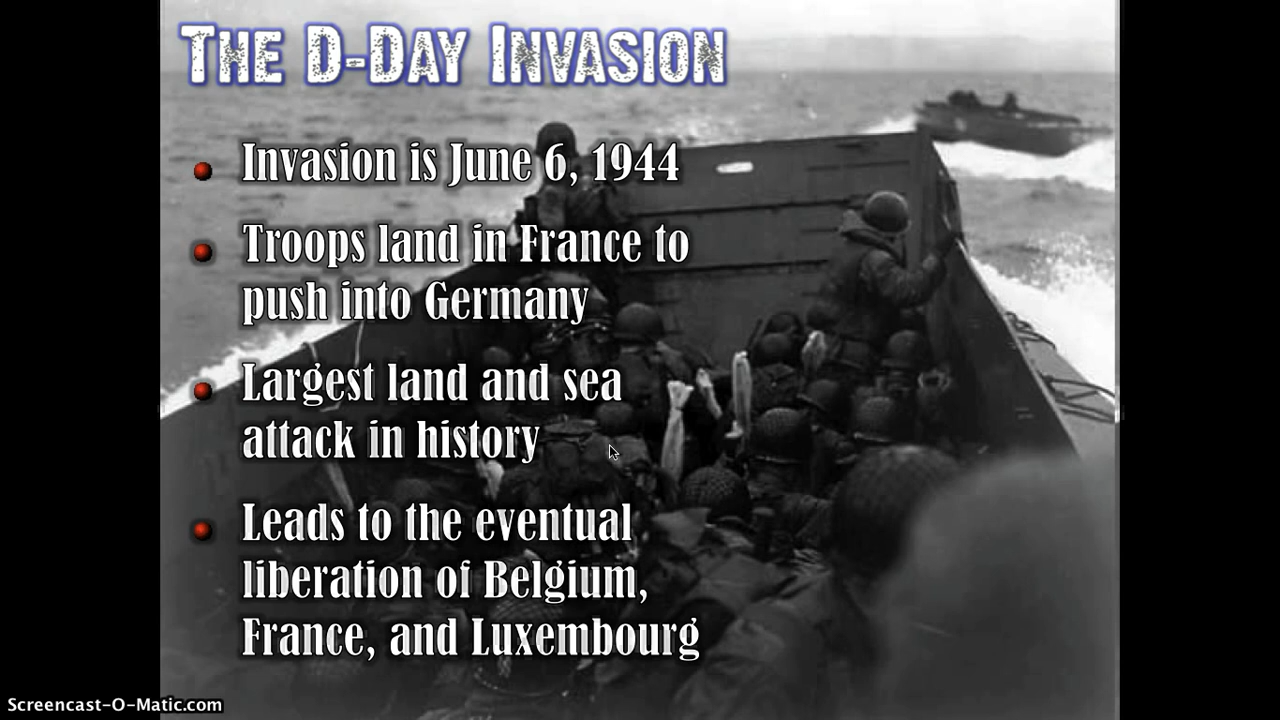 The D-Day Invasion
Invasion is June 6, 1944
Troops land in France to
push into Germany
Largest land and sea
attack in history
Leads to the eventual
liberation of Belgium,
France, and Luxembourg
Screencast-O-Matic.com